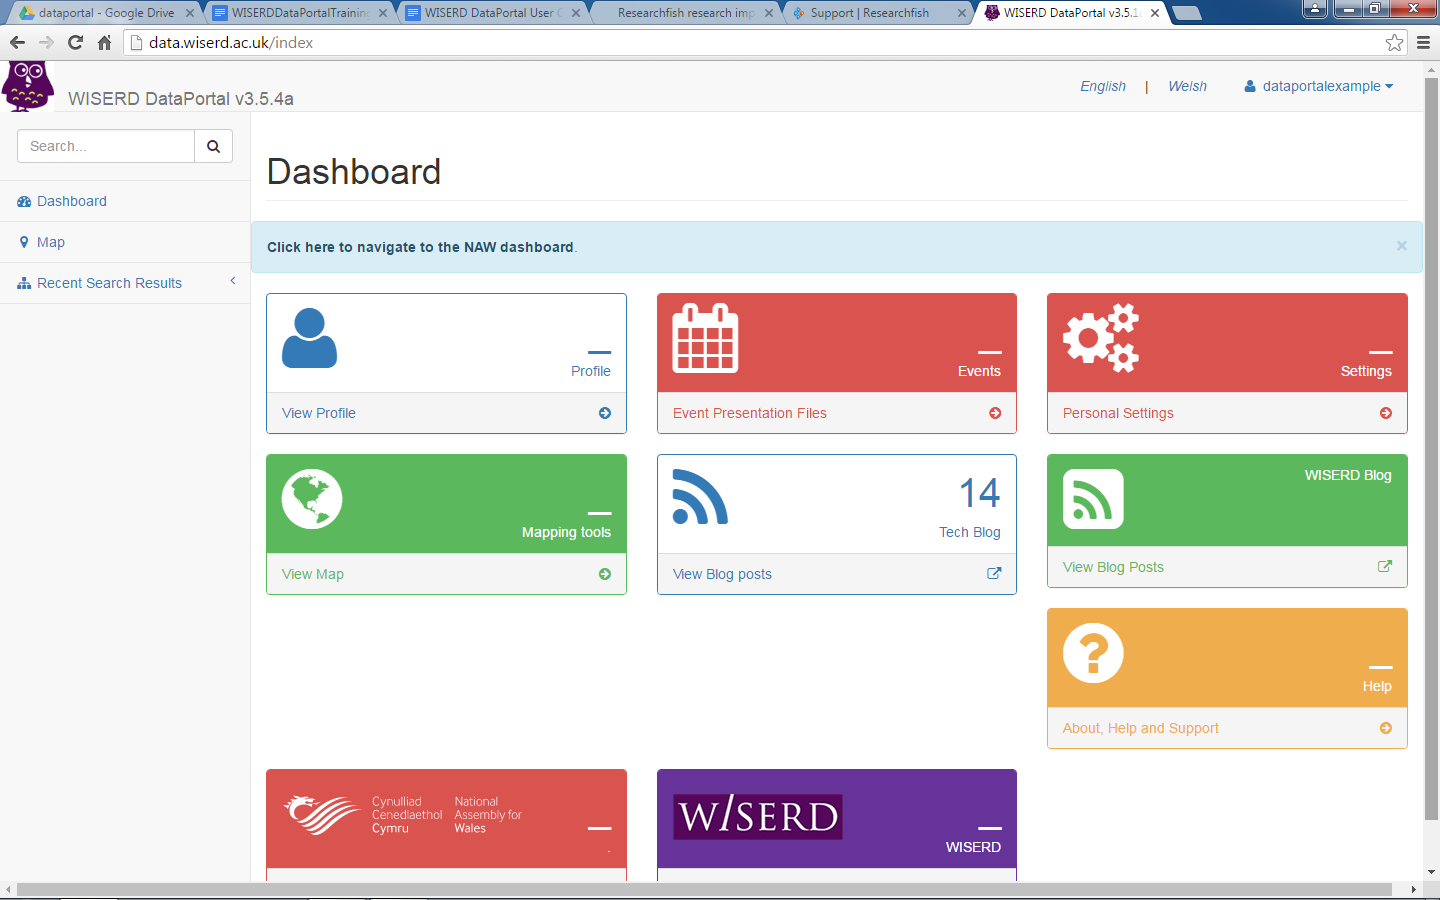 dataportal - Google Drive
WISERDDataPortalTraining
WISERD DataPortal User G
Researchfish research imp
Support | Researchfish
WISERD DataPortal v3.5.
data.wiserd.ac.uk/index
WISERD DataPortal v3.5.4a
English | Welsh dataportalexample
Search...
Dashboard
Map
Recent Search Results
Dashboard
Click here to navigate to the NAW dashboard.
×
Profile
View Profile
Events
Event Presentation Files
Settings
Personal Settings
Mapping tools
View Map
14
Tech Blog
View Blog posts
WISERD Blog
View Blog Posts
Help
About, Help and Support
Cynulliad
Cenedlaethol
Cymru
National
Assembly for
Wales
.
WISERD
WISERD